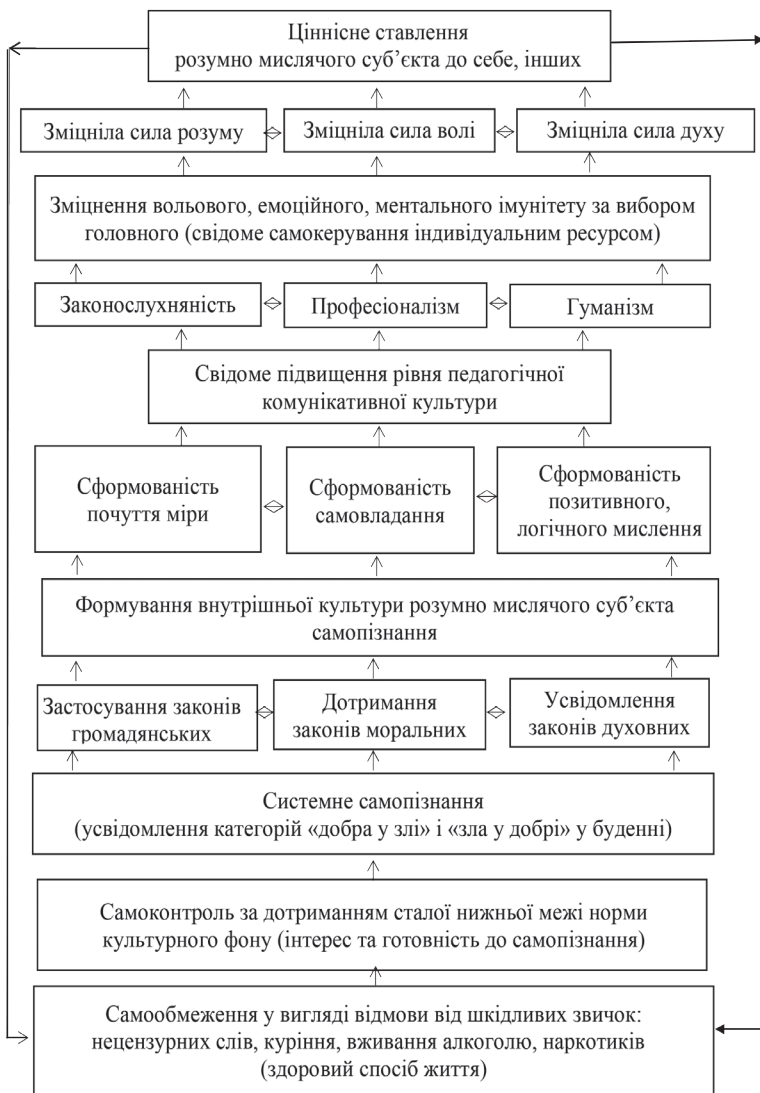 Ціннісне ставлення
розумно мислячого суб’єкта до себе, інших
Зміцніла сила розуму
Зміцніла сила волі
Зміцніла сила духу
Зміцнення вольового, емоційного, ментального імунітету за вибором
головного (свідоме самокерування індивідуальним ресурсом)
Законослухняність
Професіоналізм
Гуманізм
Свідоме підвищення рівня педагогічної
комунікативної культури
Сформованість
почуття міри
Сформованість
самовладання
Сформованість
позитивного,
логічного мислення
Формування внутрішньої культури розумно мислячого суб’єкта
самопізнання
Застосування законів
громадянських
Дотримання
законів моральних
Усвідомлення
законів духовних
Системне самопізнання
(усвідомлення категорій «добра у злі» і «зла у добрі» у буденні)
Самоконтроль за дотриманням сталої нижньої межі норми
культурного фону (інтерес та готовність до самопізнання)
Самообмеження у вигляді відмови від шкідливих звичок:
нецензурних слів, куріння, вживання алкоголю, наркотиків
(здоровий спосіб життя)